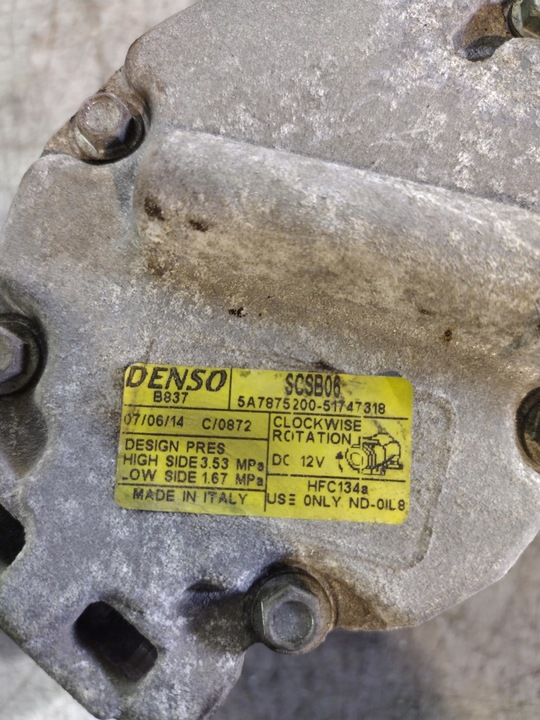 DENSO SCSB06
B837 5A7875200-51747318
07/06/14 C/0872 CLOCKWISE
ROTATION
DESIGN PRES
HIGH SIDE 3.53 MPa DC 12V
LOW SIDE 1.67 MPa
HFC134a
MADE IN ITALY USE ONLY ND-OIL8